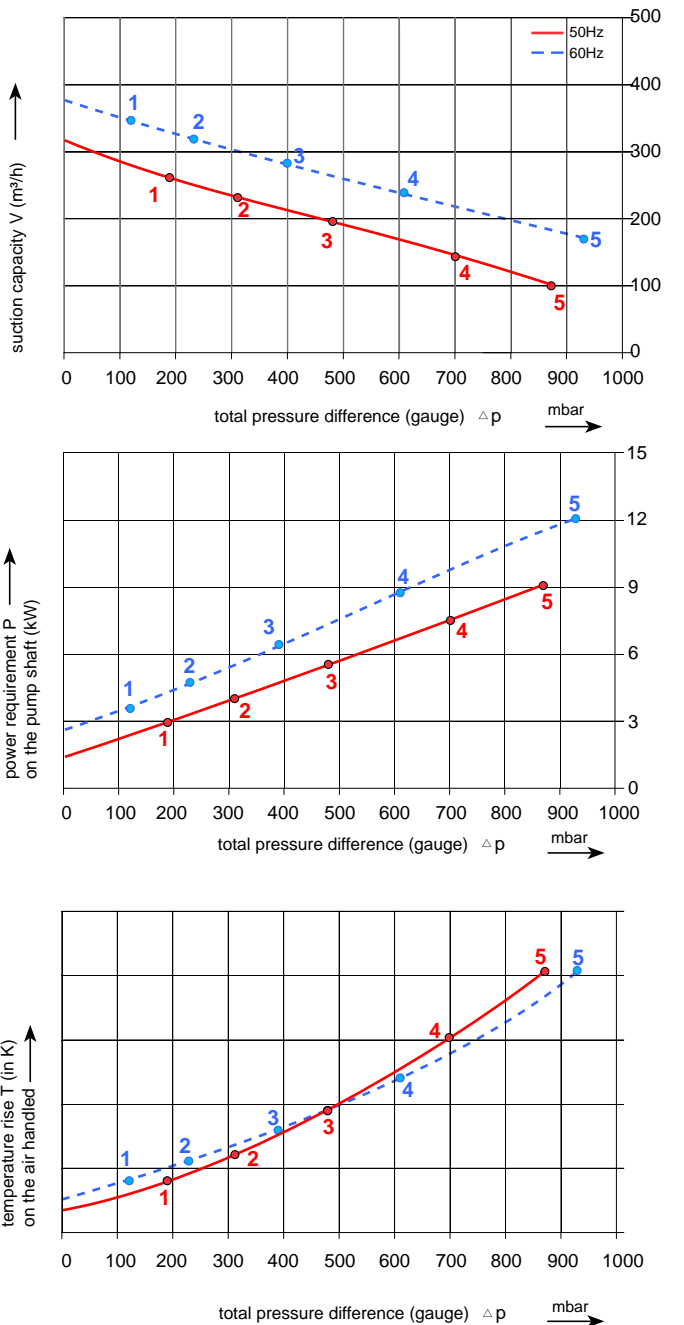 500
50Hz
60Hz
400
300
200
100
0
1
2
3
4
5
1
2
3
4
5
suction capacity V (m³/h)
0 100 200 300 400 500 600 700 800 900 1000
total pressure difference (gauge) △ p
mbar
15
12
9
6
3
0
1
2
3
4
5
1
2
3
4
5
power requirement P
on the pump shaft (kW)
0 100 200 300 400 500 600 700 800 900 1000
total pressure difference (gauge) △ p
mbar
1
2
3
4
5
1
2
3
4
5
temperature rise T (in K)
on the air handled
0 100 200 300 400 500 600 700 800 900 1000
total pressure difference (gauge) △ p
mbar